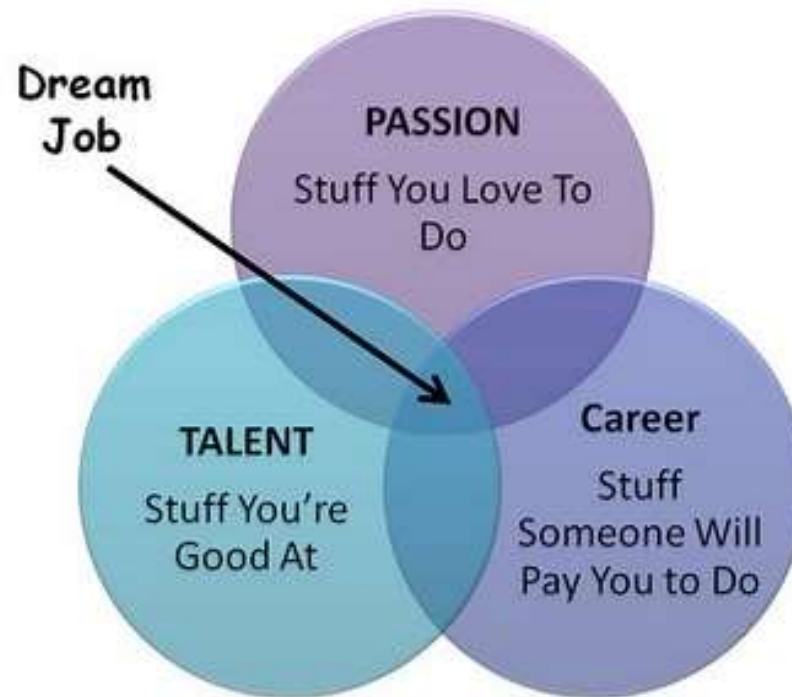 Dream
Job
PASSION
Stuff You Love To
Do
TALENT
Stuff You’re
Good At
Career
Stuff
Someone Will
Pay You to Do